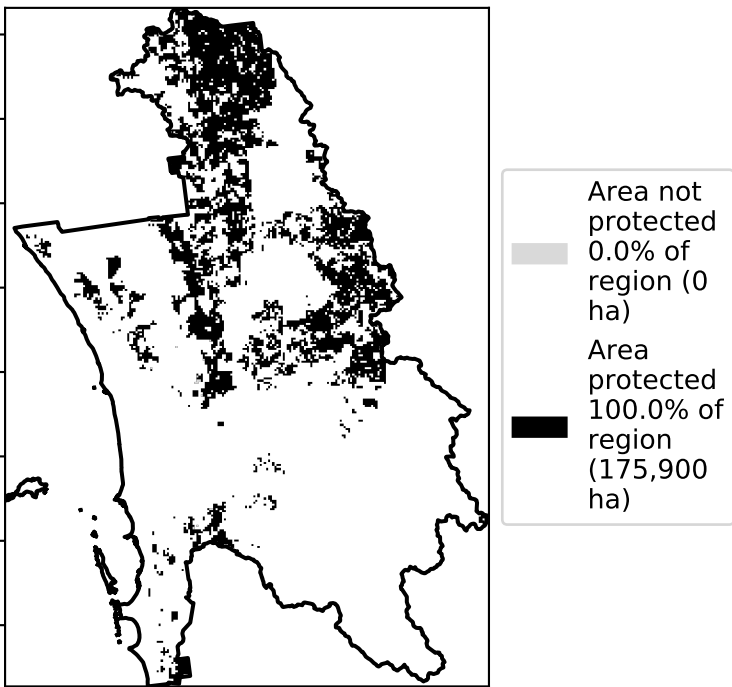 Area not
protected
0.0% of
region (0
ha)
Area
protected
100.0% of
region
(175,900
ha)